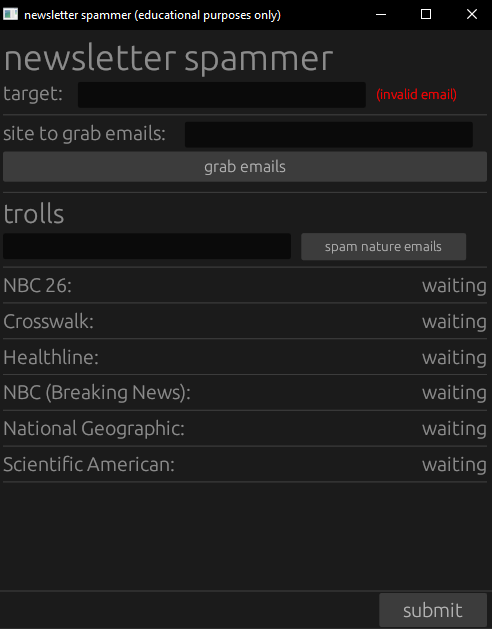 newsletter spammer (educational purposes only)
newsletter spammer
target: (invalid email)
site to grab emails:
grab emails
trolls
spam nature emails
NBC 26: waiting
Crosswalk: waiting
Healthline: waiting
NBC (Breaking News): waiting
National Geographic: waiting
Scientific American: waiting
submit